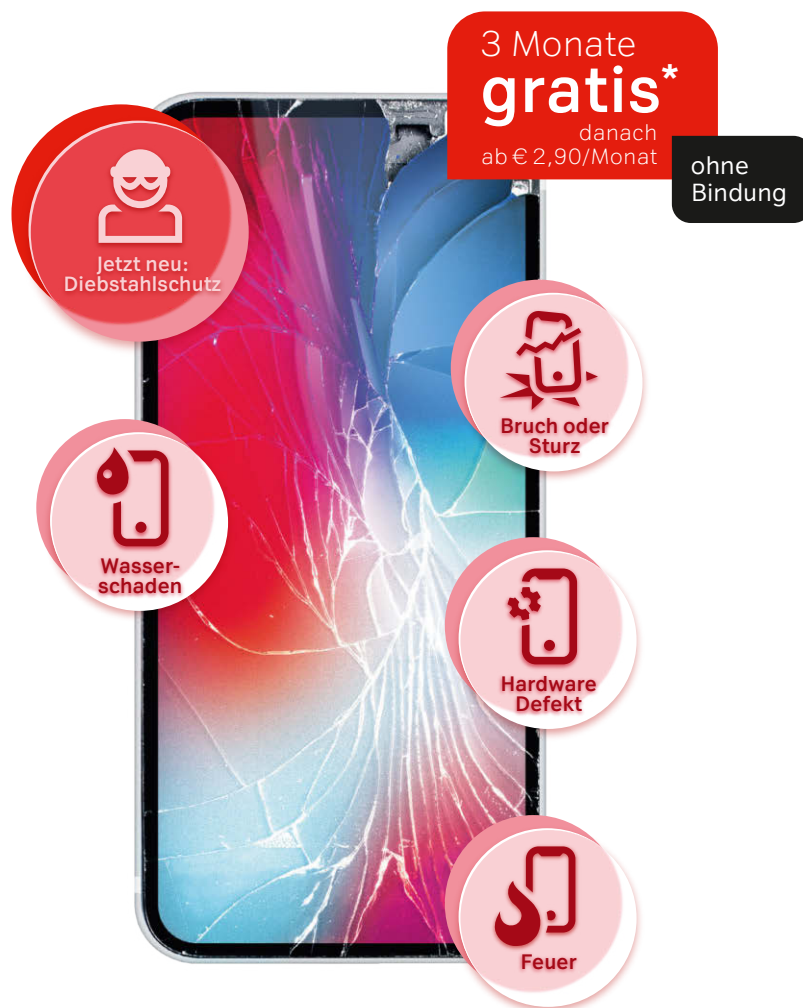 3 Monate
gratis*
danach
ab € 2,90/Monat
ohne
Bindung
Jetzt neu:
Diebstahlschutz
Bruch oder
Sturz
Wasser-
schaden
Hardware
Defekt
Feuer